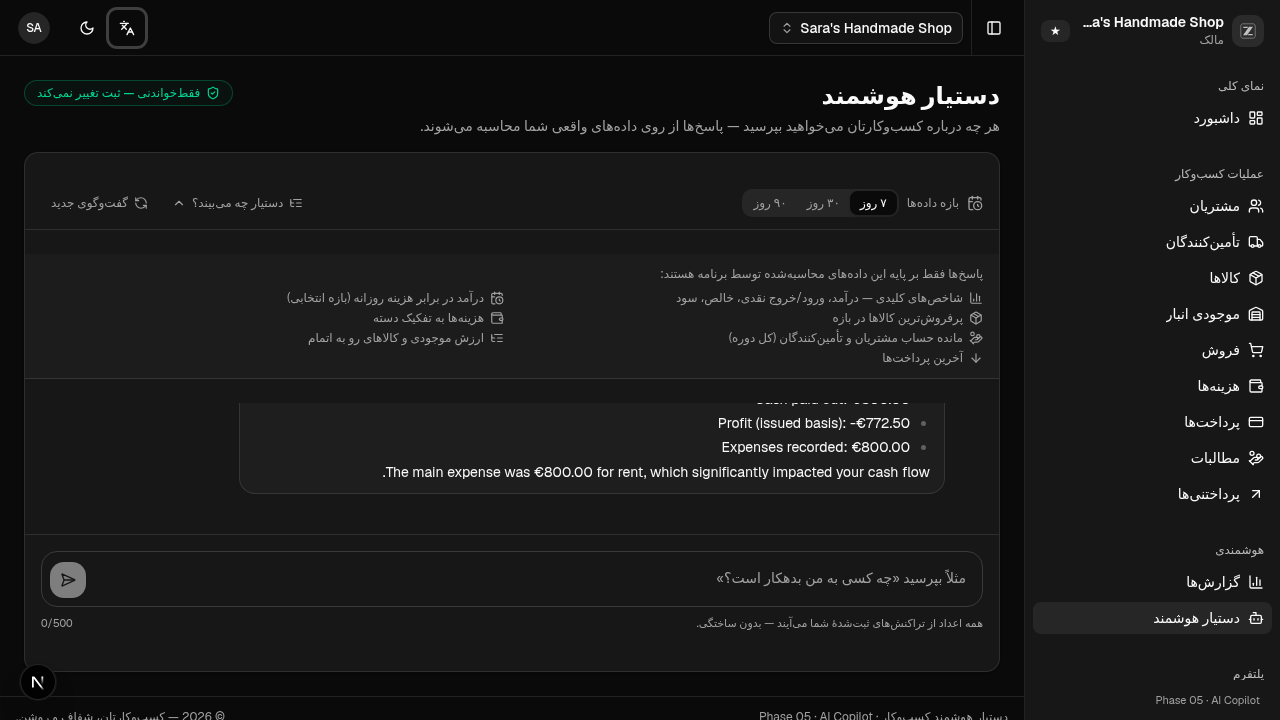 ...a's Handmade Shop
مالک
★
نمای کلی
داشبورد
عملیات کسب‌وکار
مشتریان
تأمین‌کنندگان
کالاها
موجودی انبار
فروش
هزینه‌ها
پرداخت‌ها
مطالبات
پرداختنی‌ها
هوشمندی
گزارش‌ها
دستیار هوشمند
پلتفرم
Phase 05 · AI Copilot
Sara's Handmade Shop
SA
دستیار هوشمند
فقط‌خواندنی — ثبت تغییر نمی‌کند
هر چه درباره کسب‌وکارتان می‌خواهید بپرسید — پاسخ‌ها از روی داده‌های واقعی شما محاسبه می‌شوند.
بازه داده‌ها
۷ روز
۳۰ روز
۹۰ روز
دستیار چه می‌بیند؟
گفت‌وگوی جدید
پاسخ‌ها فقط بر پایه این داده‌های محاسبه‌شده توسط برنامه هستند:
شاخص‌های کلیدی — درآمد، ورود/خروج نقدی، خالص، سود
درآمد در برابر هزینه روزانه (بازه انتخابی)
پرفروش‌ترین کالاها در بازه
هزینه‌ها به تفکیک دسته
مانده حساب مشتریان و تأمین‌کنندگان (کل دوره)
ارزش موجودی و کالاهای رو به اتمام
آخرین پرداخت‌ها
Profit (issued basis): -€772.50
Expenses recorded: €800.00
The main expense was €800.00 for rent, which significantly impacted your cash flow.
مثلاً بپرسید «چه کسی به من بدهکار است؟»
همه اعداد از تراکنش‌های ثبت‌شدهٔ شما می‌آیند — بدون ساختگی.
0/500
N
دستیار هوشمند کسب‌وکار · Phase 05 · AI Copilot
© 2026 — کسب‌وکارتان، شفاف و روشن.